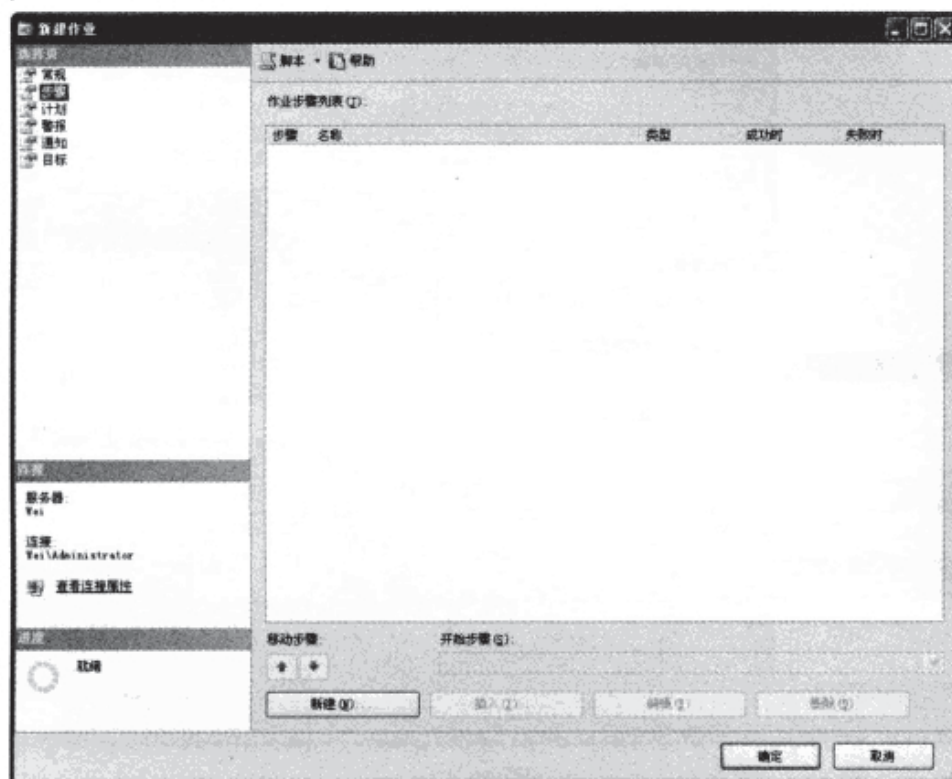 新建作业
选择页
常规
步骤
计划
警报
通知
目标
脚本 帮助
作业步骤列表(T):
步骤 名称 类型 成功时 失败时
连接
服务器:
Wei
连接:
Wei\Administrator
查看连接属性
进度
就绪
移动步骤:
开始步骤(S):
新建(N)... 插入(I)... 编辑(E) 删除(D)
确定 取消